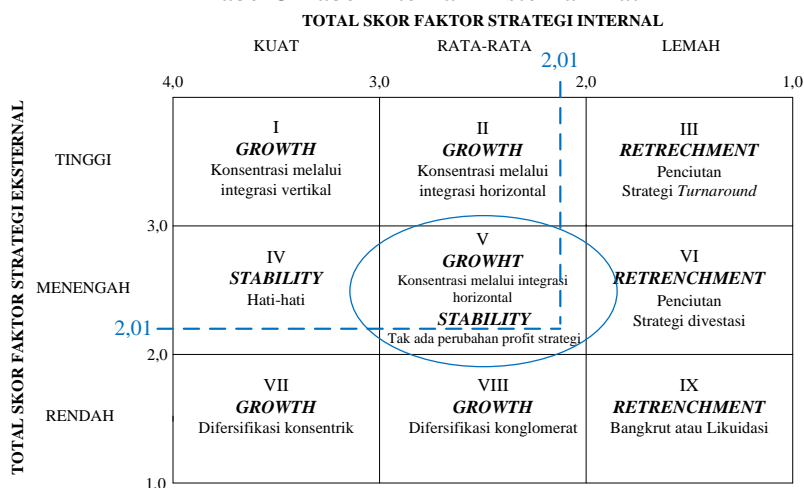 TOTAL SKOR FAKTOR STRATEGI INTERNAL
KUAT
RATA-RATA
LEMAH
2,01
4,0
3,0
2,0
1,0
TOTAL SKOR FAKTOR STRATEGI EKSTERNAL
TINGGI
I
GROWTH
Konsentrasi melalui
integrasi vertikal
II
GROWTH
Konsentrasi melalui
integrasi horizontal
III
RETRECHMENT
Penciutan
Strategi Turnaround
3,0
MENENGAH
IV
STABILITY
Hati-hati
V
GROWHT
Konsentrasi melalui integrasi
horizontal
STABILITY
Tak ada perubahan profit strategi
VI
RETRENCHMENT
Penciutan
Strategi divestasi
2,01
2,0
RENDAH
VII
GROWTH
Difersifikasi konsentrik
VIII
GROWTH
Difersifikasi konglomerat
IX
RETRENCHMENT
Bangkrut atau Likuidasi
1,0